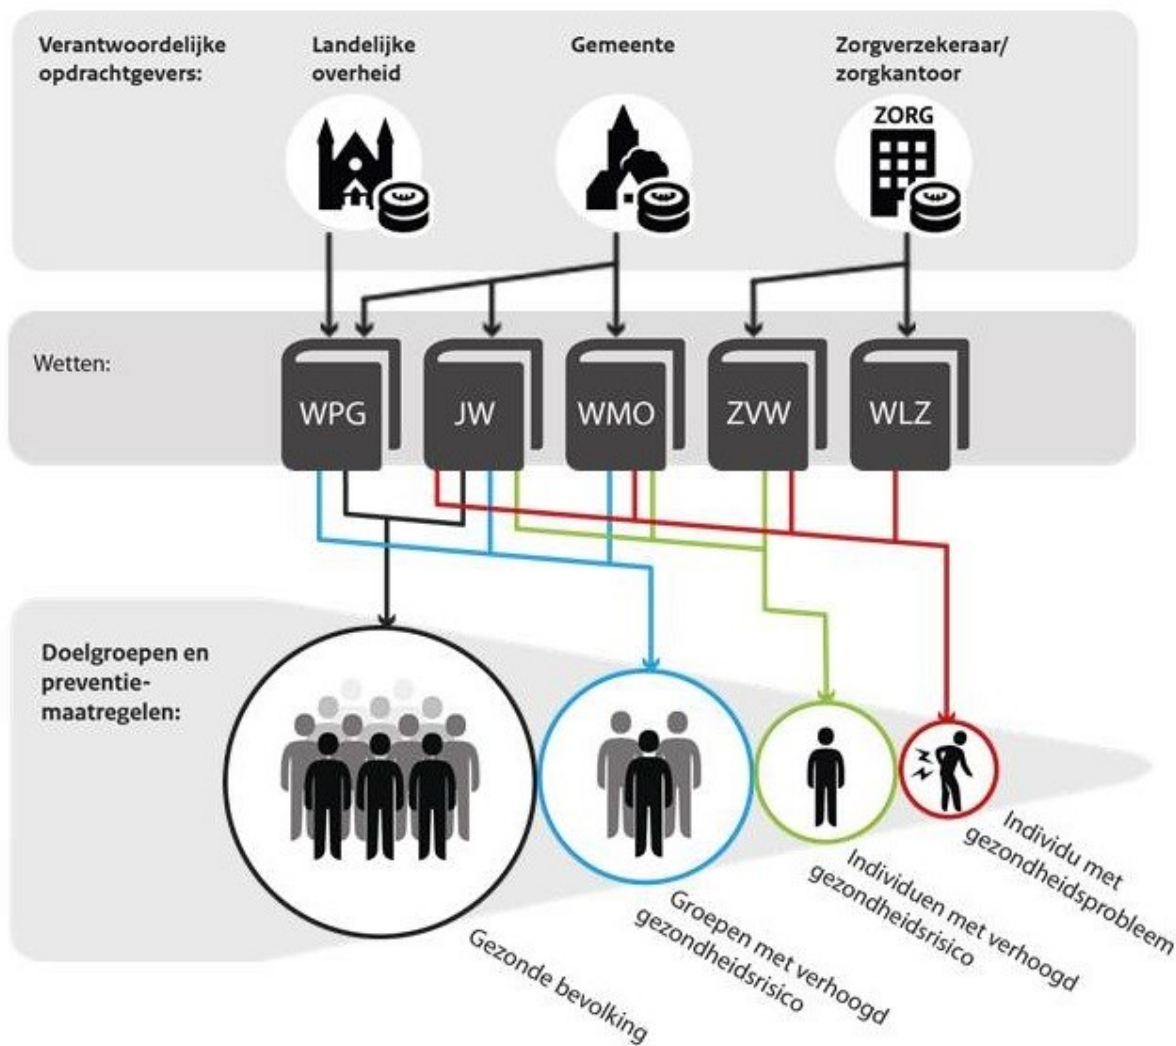 Verantwoordelijke
opdrachtgevers:
Landelijke
overheid
Gemeente
Zorgverzekeraar/
zorgkantoor
ZORG
Wetten:
WPG
JW
WMO
ZVW
WLZ
Doelgroepen en
preventie-
maatregelen:
Gezonde bevolking
Groepen met verhoogd
gezondheidsrisico
Individuen met verhoogd
gezondheidsrisico
Individu met
gezondheidsprobleem